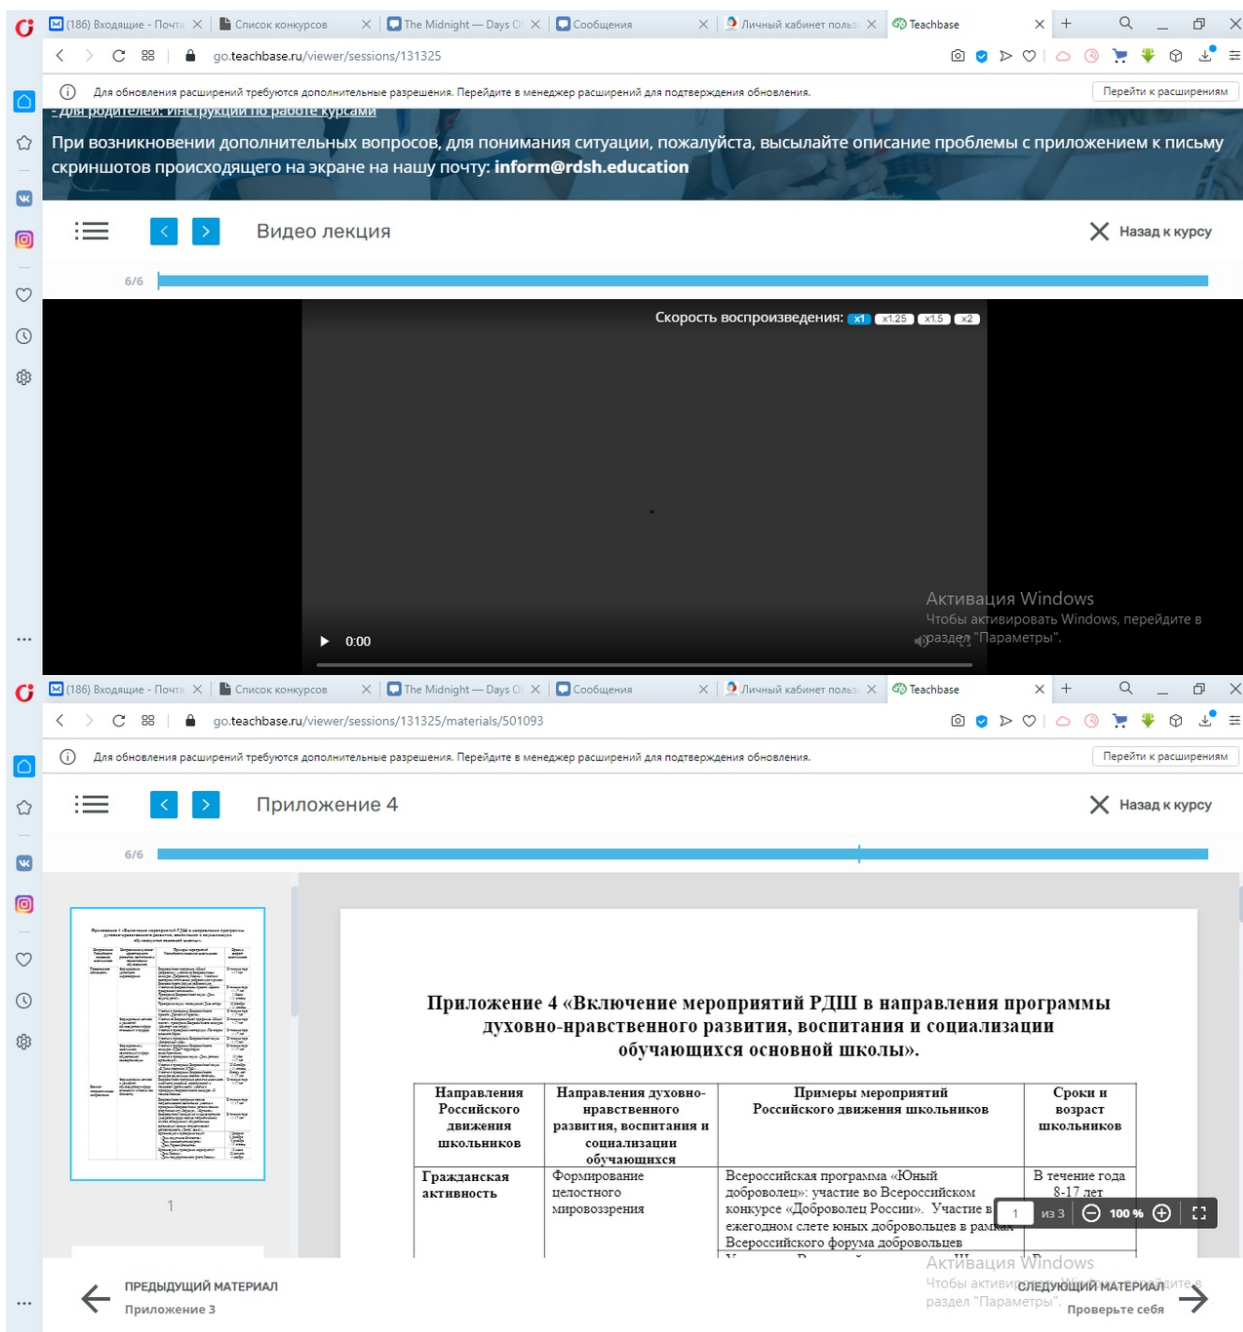 (186) Входящие - Почта
Список конкурсов
The Midnight — Days Of
Сообщения
Личный кабинет польз
Teachbase
go.teachbase.ru/viewer/sessions/131325
Для обновления расширений требуются дополнительные разрешения. Перейдите в менеджер расширений для подтверждения обновления.
Перейти к расширениям
- Для родителей: Инструкции по работе курсами
При возникновении дополнительных вопросов, для понимания ситуации, пожалуйста, высылайте описание проблемы с приложением к письму
скриншотов происходящего на экране на нашу почту: inform@rdsh.education
Видео лекция
Назад к курсу
6/6
Скорость воспроизведения: x1 x1.25 x1.5 x2
Активация Windows
Чтобы активировать Windows, перейдите в
раздел "Параметры".
0:00
(186) Входящие - Почта
Список конкурсов
The Midnight — Days Of
Сообщения
Личный кабинет польз
Teachbase
go.teachbase.ru/viewer/sessions/131325/materials/501093
Для обновления расширений требуются дополнительные разрешения. Перейдите в менеджер расширений для подтверждения обновления.
Перейти к расширениям
Приложение 4
Назад к курсу
6/6
1
Приложение 4 «Включение мероприятий РДШ в направления программы
духовно-нравственного развития, воспитания и социализации
обучающихся основной школы».
Направления
Российского
движения
школьников
Направления духовно-
нравственного
развития, воспитания и
социализации
обучающихся
Примеры мероприятий
Российского движения школьников
Сроки и
возраст
школьников
Гражданская
активность
Формирование
целостного
мировоззрения
Всероссийская программа «Юный
доброволец»: участие во Всероссийском
конкурсе «Доброволец России». Участие в
ежегодном слете юных добровольцев в рамках
Всероссийского форума добровольцев
В течение года
8-17 лет
1 из 3 100 %
Активация Windows
Чтобы активировать Windows, перейдите в
раздел "Параметры".
ПРЕДЫДУЩИЙ МАТЕРИАЛ
Приложение 3
СЛЕДУЮЩИЙ МАТЕРИАЛ
Проверьте себя